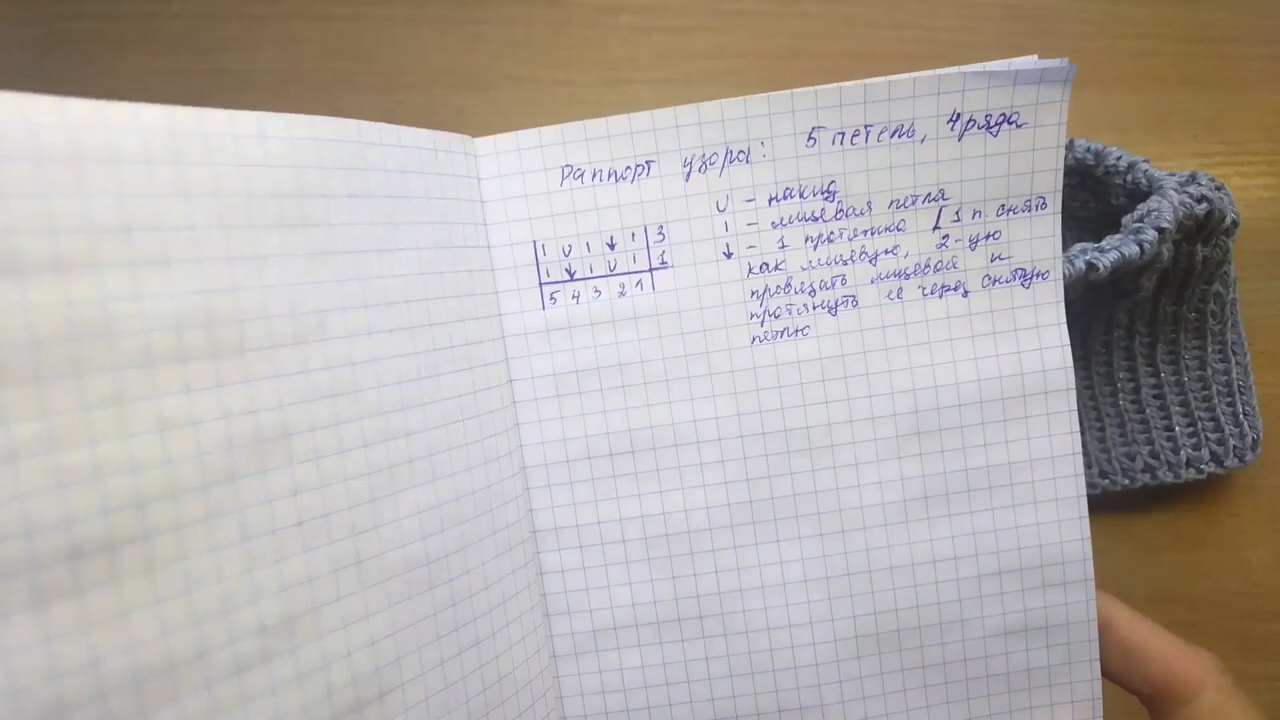 Раппорт узора: 5 петель, 4 ряда
∪ - накид
ı - лицевая петля
↓ - 1 протяжка (1 п. снять
как лицевую, 2-ую
провязать лицевой и
протянуть её через снятую
петлю
ı ∪ ı ↓ ı 3
ı ↓ ı ∪ ı 1
5 4 3 2 1